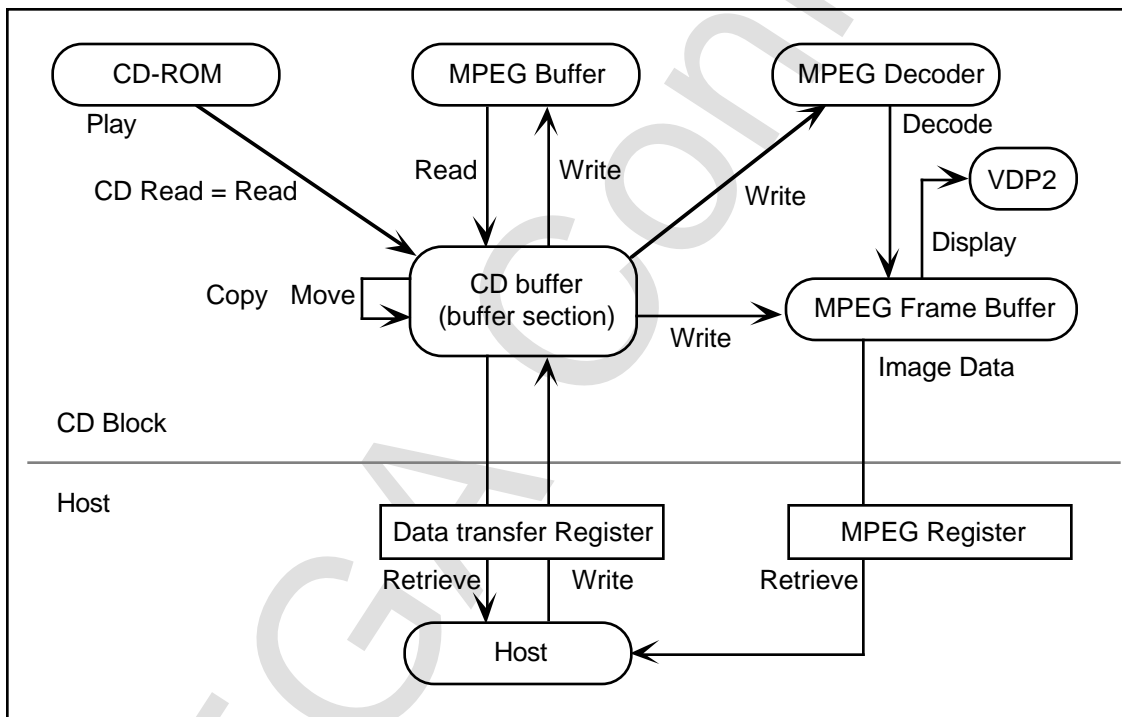 CD-ROM
MPEG Buffer
MPEG Decoder
Play
Decode
Read
Write
VDP2
CD Read = Read
Write
Display
CD buffer
(buffer section)
Copy Move
MPEG Frame Buffer
Write
Image Data
CD Block
Host
Data transfer Register
MPEG Register
Retrieve
Write
Retrieve
Host